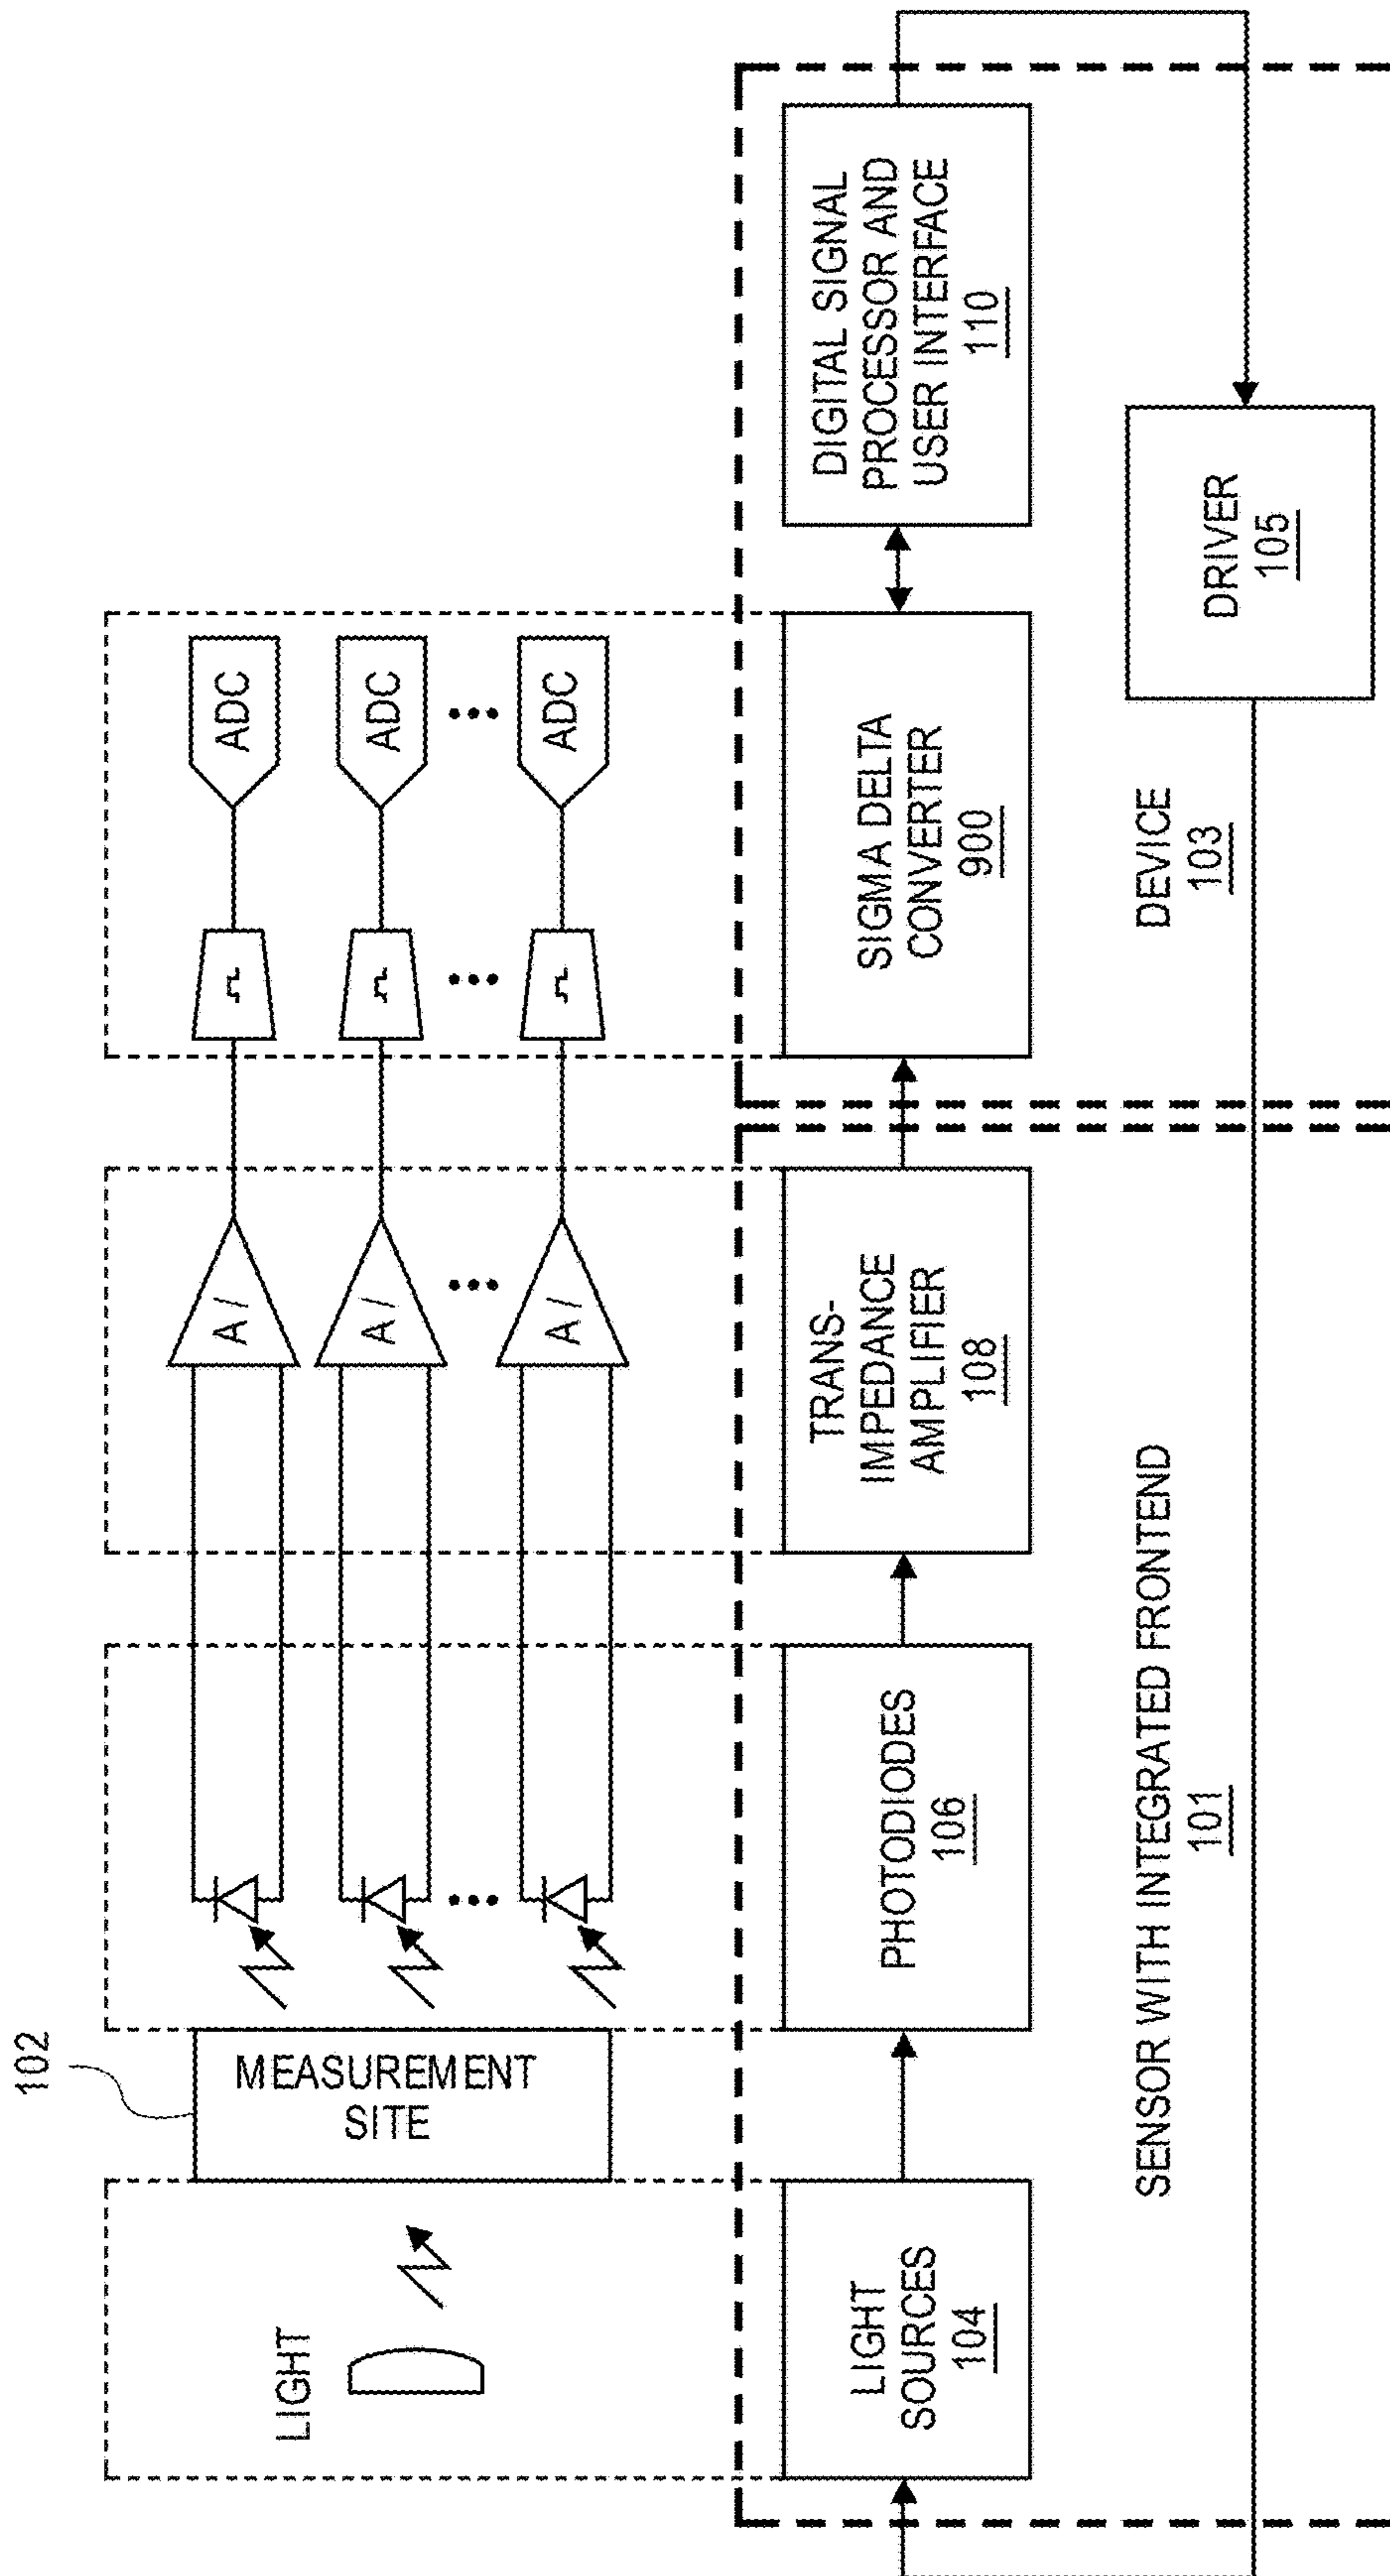 102
LIGHT
MEASUREMENT
SITE
A /
A /
A /
ADC
ADC
ADC
LIGHT
SOURCES
104
PHOTODIODES
106
TRANS-
IMPEDANCE
AMPLIFIER
108
SIGMA DELTA
CONVERTER
900
DIGITAL SIGNAL
PROCESSOR AND
USER INTERFACE
110
SENSOR WITH INTEGRATED FRONTEND
101
DEVICE
103
DRIVER
105